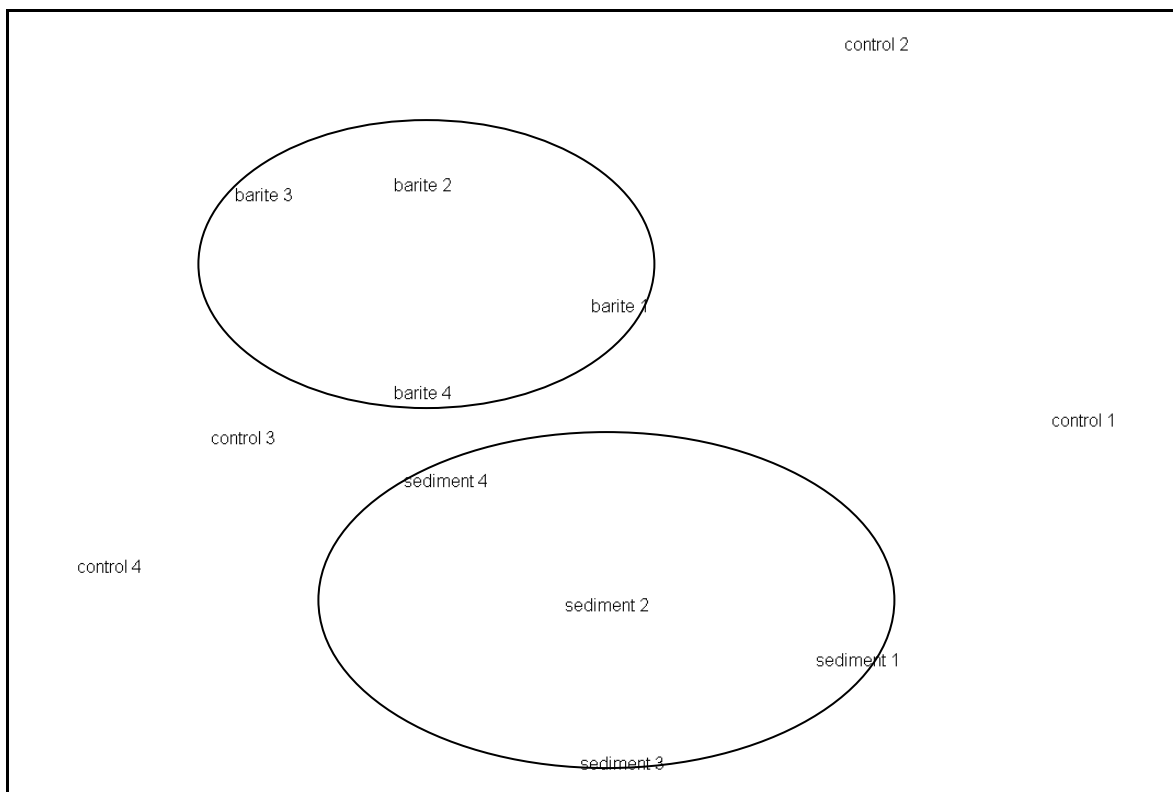 control 2
barite 2
barite 3
barite 1
barite 4
control 1
control 3
sediment 4
control 4
sediment 2
sediment 1
sediment 3